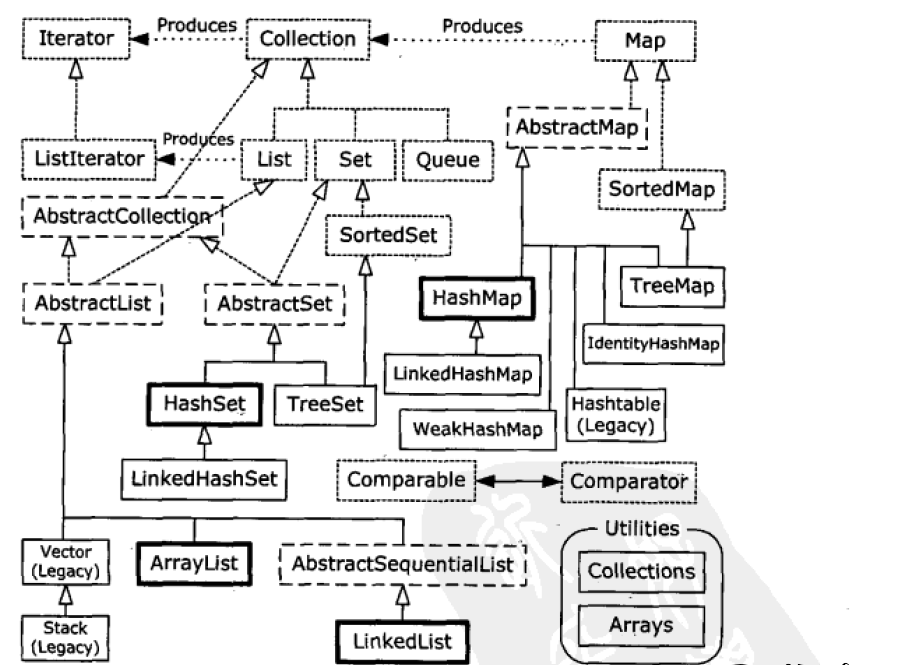 Iterator
Produces
Collection
Produces
Map
AbstractMap
ListIterator
Produces
List
Set
Queue
SortedMap
AbstractCollection
SortedSet
AbstractList
AbstractSet
HashMap
TreeMap
IdentityHashMap
LinkedHashMap
HashSet
TreeSet
Hashtable
(Legacy)
WeakHashMap
LinkedHashSet
Comparable
Comparator
Utilities
Vector
(Legacy)
ArrayList
AbstractSequentialList
Collections
Stack
(Legacy)
LinkedList
Arrays